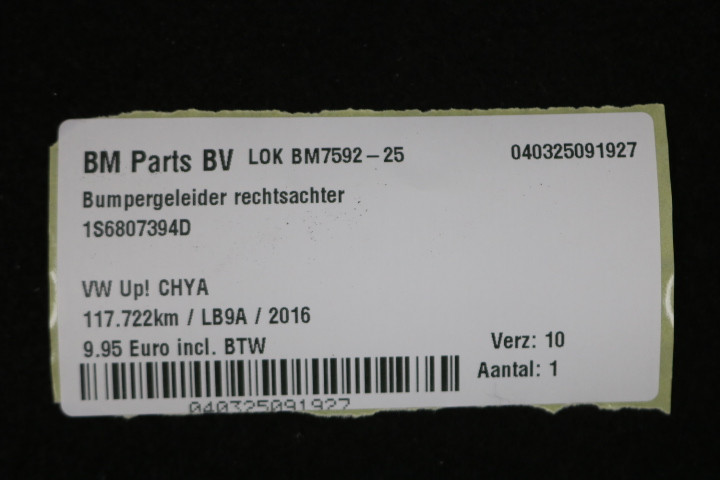 BM Parts BV LOK BM7592-25 040325091927
Bumpergeleider rechtsachter
1S6807394D
VW Up! CHYA
117.722km / LB9A / 2016
9.95 Euro incl. BTW Verz: 10
Aantal: 1
040325091927